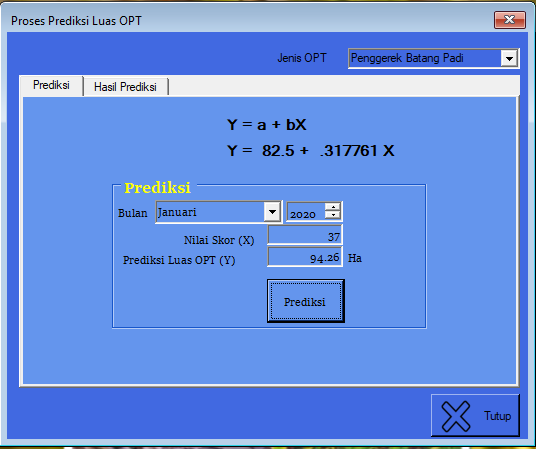 Proses Prediksi Luas OPT
Jenis OPT Penggerek Batang Padi
Prediksi Hasil Prediksi
Y = a + bX
Y = 82.5 + .317761 X
Prediksi
Bulan Januari 2020
Nilai Skor (X) 37
Prediksi Luas OPT (Y) 94.26 Ha
Prediksi
Tutup